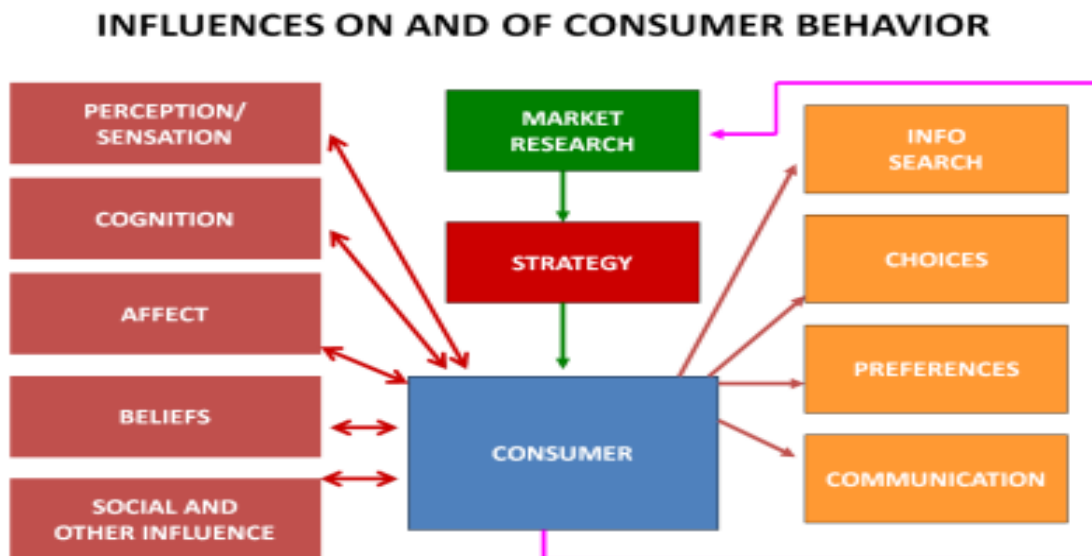 INFLUENCES ON AND OF CONSUMER BEHAVIOR
PERCEPTION/
SENSATION
COGNITION
AFFECT
BELIEFS
SOCIAL AND
OTHER INFLUENCE
MARKET
RESEARCH
STRATEGY
CONSUMER
INFO
SEARCH
CHOICES
PREFERENCES
COMMUNICATION